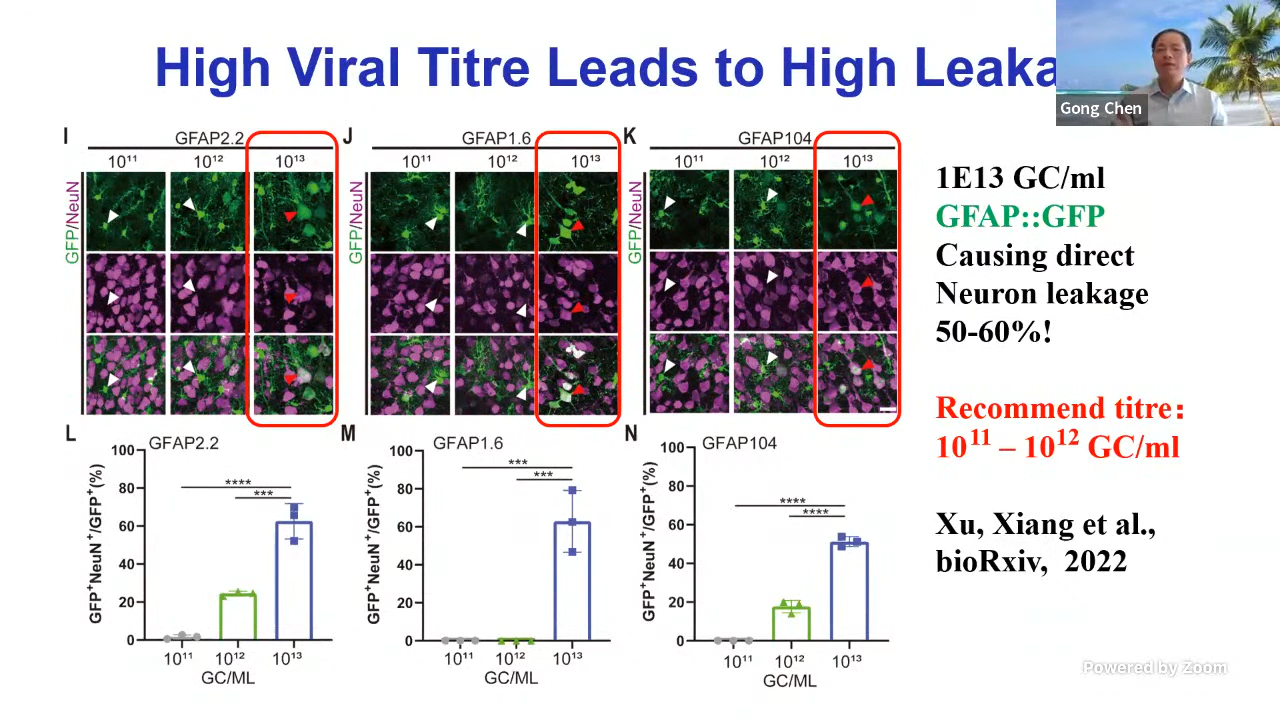 High Viral Titre Leads to High Leaka
Gong Chen
I
GFAP2.2
10¹¹ 10¹² 10¹³
GFP/NeuN
J
GFAP1.6
10¹¹ 10¹² 10¹³
K
GFAP104
10¹¹ 10¹² 10¹³
GFP/NeuN
1E13 GC/ml
GFAP::GFP
Causing direct
Neuron leakage
50-60%!
Recommend titre:
10¹¹ – 10¹² GC/ml
Xu, Xiang et al.,
bioRxiv, 2022
L
GFAP2.2
GFP⁺NeuN⁺/GFP⁺(%)
100
80
60
40
20
0
****
***
10¹¹ 10¹² 10¹³
GC/ML
M
GFAP1.6
GFP⁺NeuN⁺/GFP⁺(%)
100
80
60
40
20
0
***
***
10¹¹ 10¹² 10¹³
GC/ML
N
GFAP104
GFP⁺NeuN⁺/GFP⁺(%)
100
80
60
40
20
0
****
****
10¹¹ 10¹² 10¹³
GC/ML
Powered by Zoom